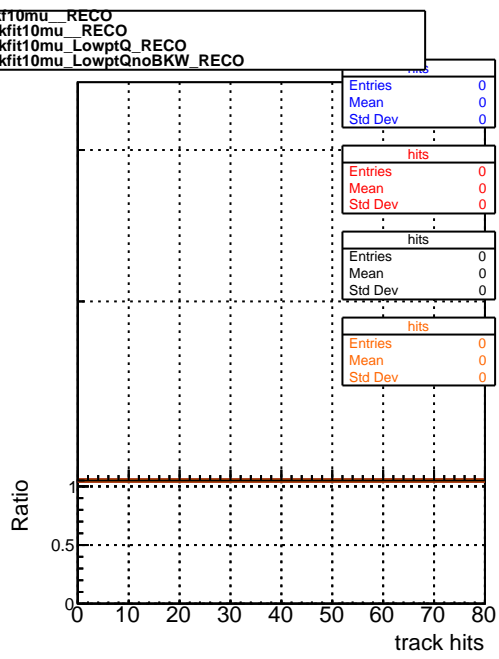 kf10mu__RECO
kfit10mu__RECO
kfit10mu_LowptQ_RECO
kfit10mu_LowptQnoBKW_RECO
hits
Entries 0
Mean 0
Std Dev 0
hits
Entries 0
Mean 0
Std Dev 0
hits
Entries 0
Mean 0
Std Dev 0
hits
Entries 0
Mean 0
Std Dev 0
1
Ratio
0.5
0
0 10 20 30 40 50 60 70 80
track hits